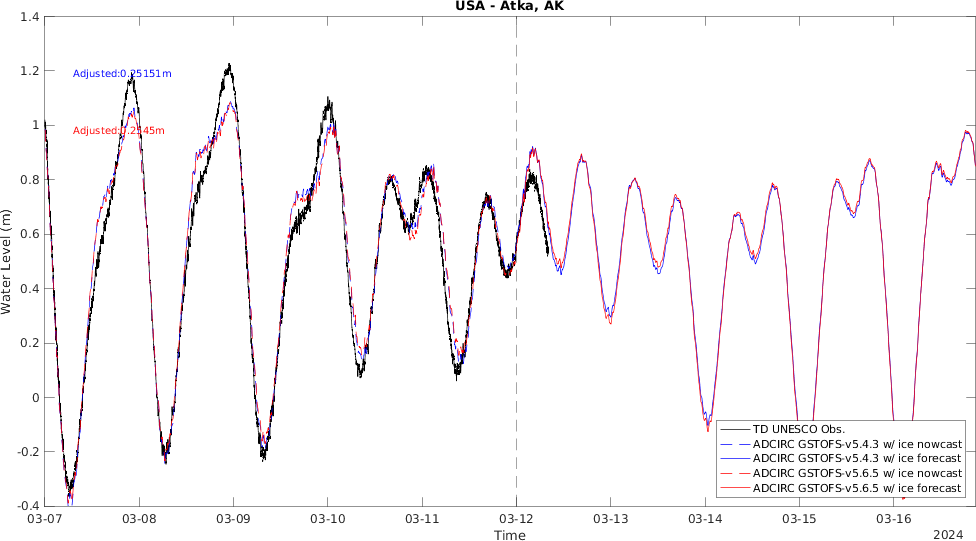 USA - Atka, AK
1.4
1.2
1
0.8
0.6
0.4
0.2
0
-0.2
-0.4
Water Level (m)
Adjusted:0.25151m
Adjusted:0.2545m
TD UNESCO Obs.
ADCIRC GSTOFS-v5.4.3 w/ ice nowcast
ADCIRC GSTOFS-v5.4.3 w/ ice forecast
ADCIRC GSTOFS-v5.6.5 w/ ice nowcast
ADCIRC GSTOFS-v5.6.5 w/ ice forecast
03-07 03-08 03-09 03-10 03-11 03-12 03-13 03-14 03-15 03-16
Time
2024